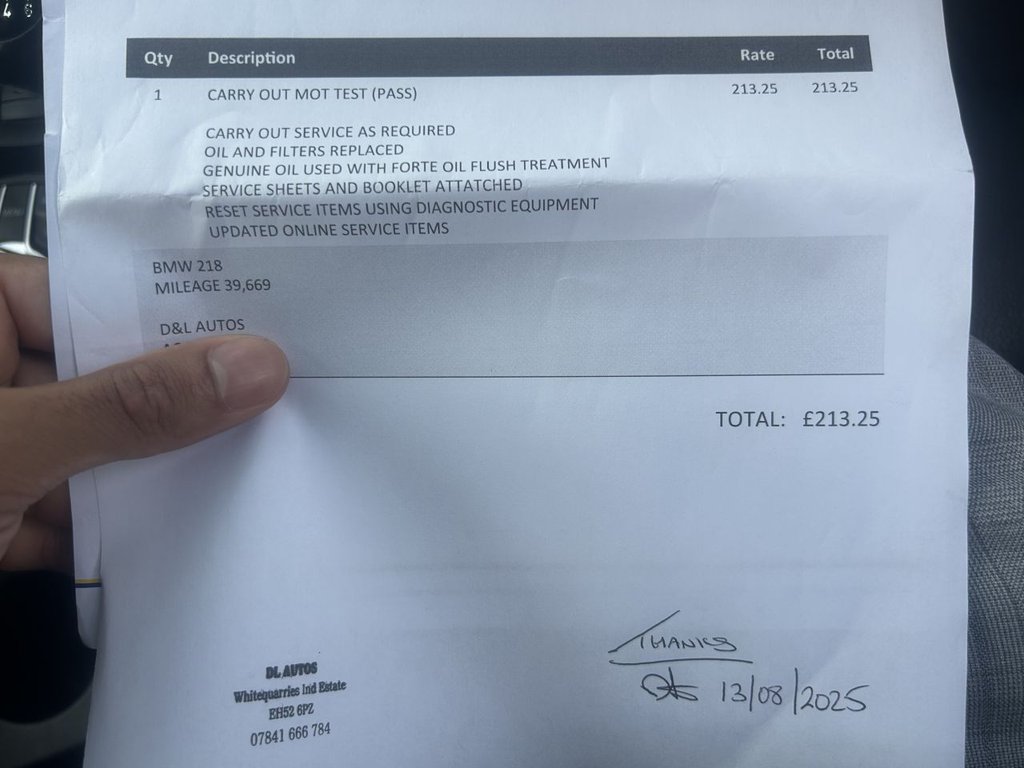 4 6
Qty Description Rate Total
1 CARRY OUT MOT TEST (PASS) 213.25 213.25
CARRY OUT SERVICE AS REQUIRED
OIL AND FILTERS REPLACED
GENUINE OIL USED WITH FORTE OIL FLUSH TREATMENT
SERVICE SHEETS AND BOOKLET ATTATCHED
RESET SERVICE ITEMS USING DIAGNOSTIC EQUIPMENT
UPDATED ONLINE SERVICE ITEMS
BMW 218
MILEAGE 39,669
D&L AUTOS
TOTAL: £213.25
THANKS
13/08/2025
DL AUTOS
Whitequarries Ind Estate
EH52 6PZ
07841 666 784